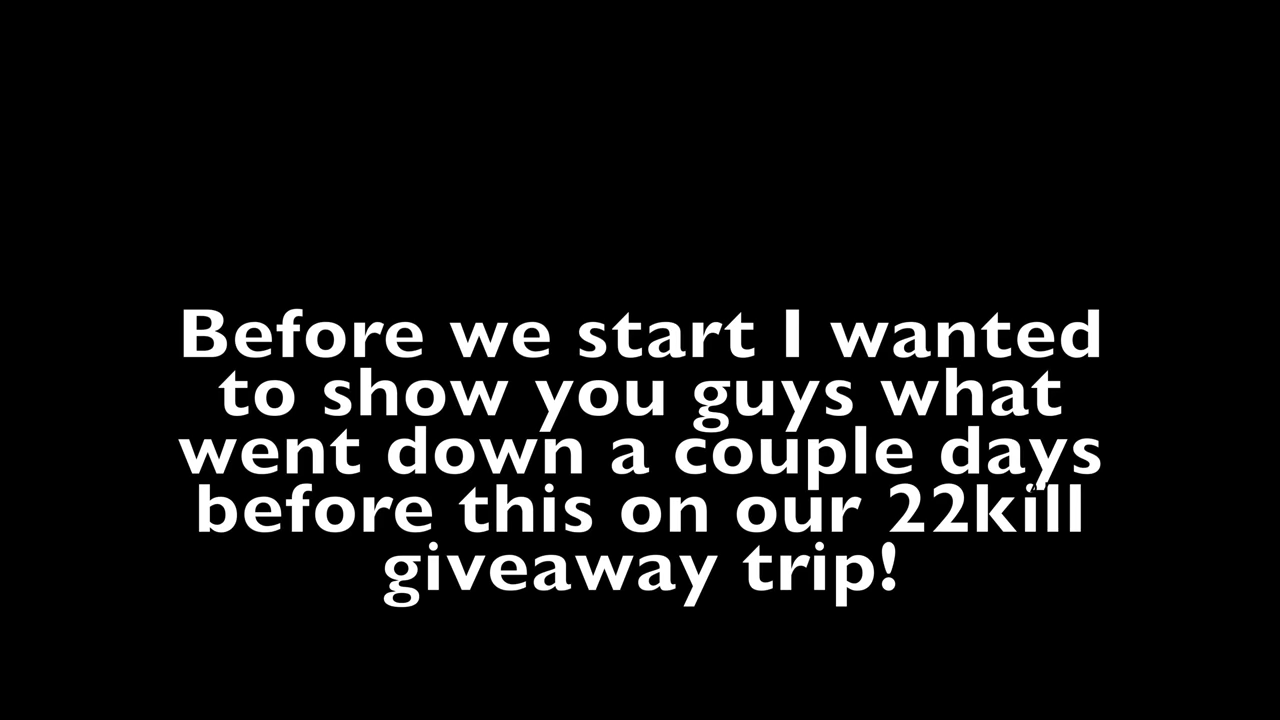 Before we start I wanted
to show you guys what
went down a couple days
before this on our 22kill
giveaway trip!